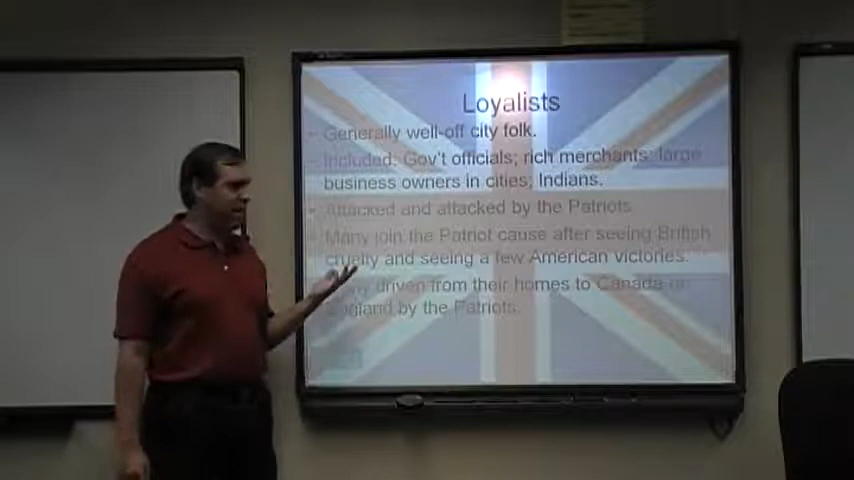 Loyalists
- Generally well-off city folk.
- Included: Gov't officials; rich merchants; large
business owners in cities; Indians.
- Attacked and attacked by the Patriots.
- Many join the Patriot cause after seeing British
cruelty and seeing a few American victories.
driven from their homes to Canada or
England by the Patriots.